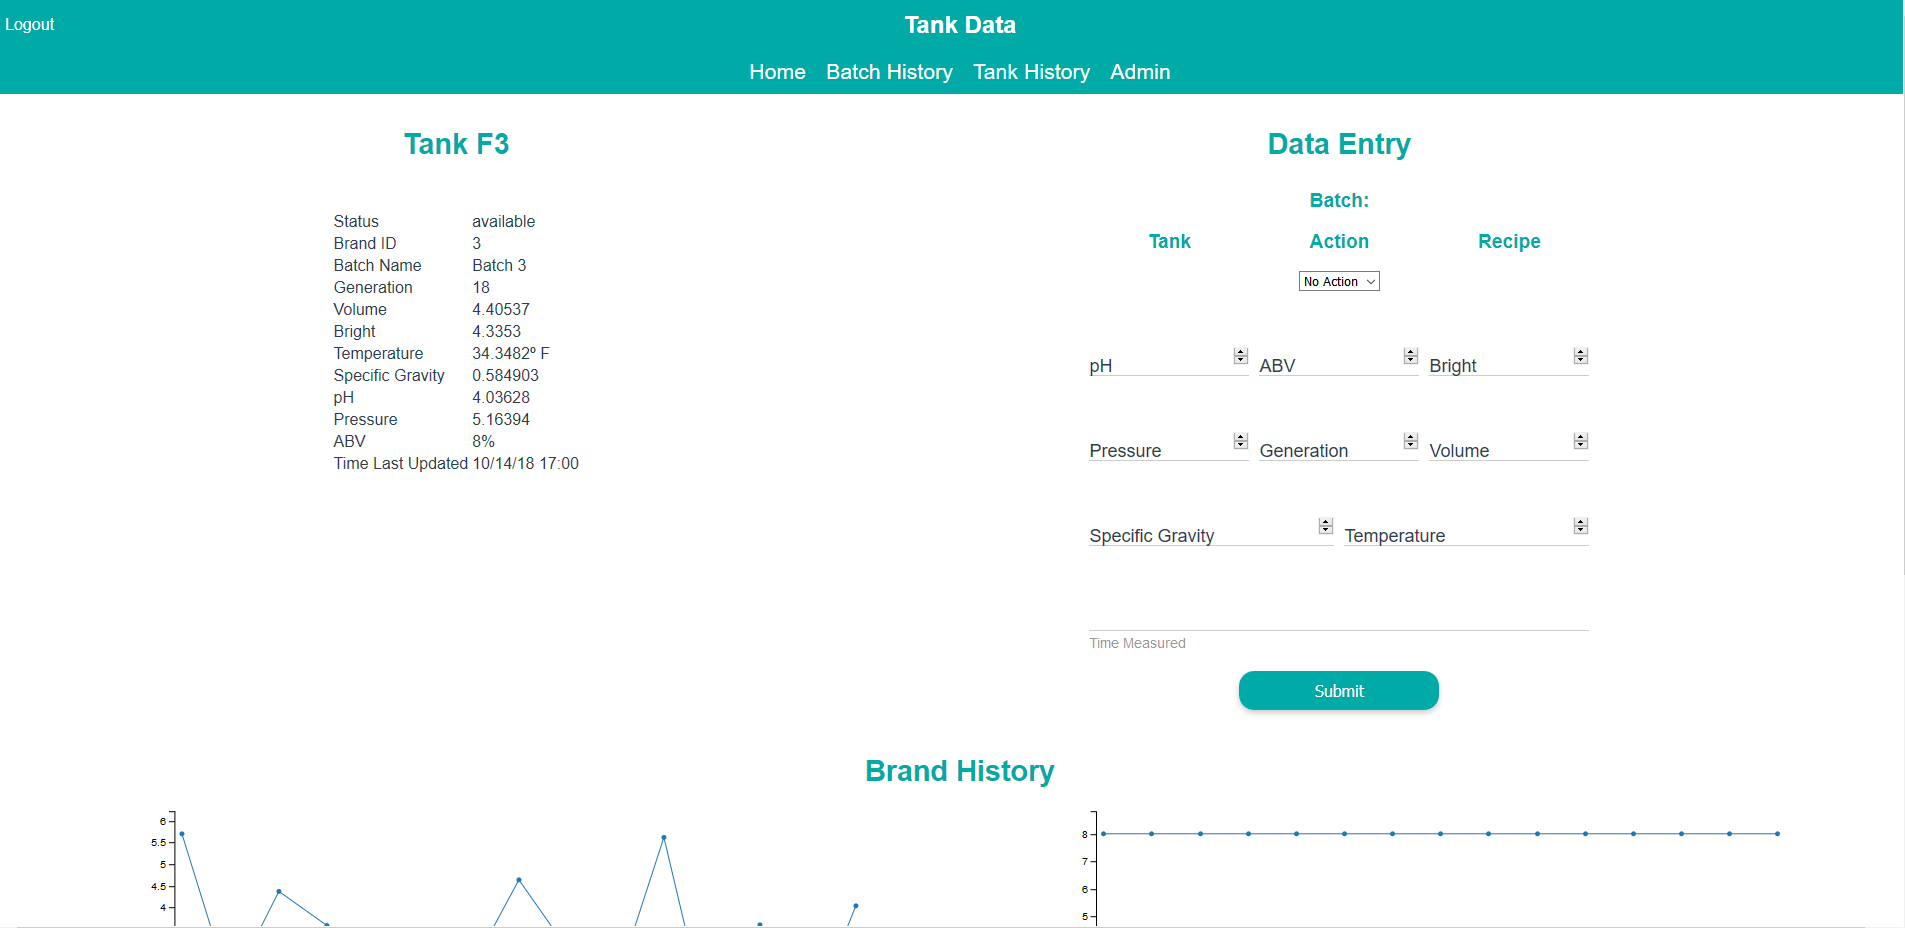 Logout
Tank Data
Home Batch History Tank History Admin
Tank F3
Status available
Brand ID 3
Batch Name Batch 3
Generation 18
Volume 4.40537
Bright 4.3353
Temperature 34.3482º F
Specific Gravity 0.584903
pH 4.03628
Pressure 5.16394
ABV 8%
Time Last Updated 10/14/18 17:00
Data Entry
Batch:
Tank Action Recipe
No Action
pH ABV Bright
Pressure Generation Volume
Specific Gravity Temperature
Time Measured
Submit
Brand History
6
5.5
5
4.5
4
8
7
6
5